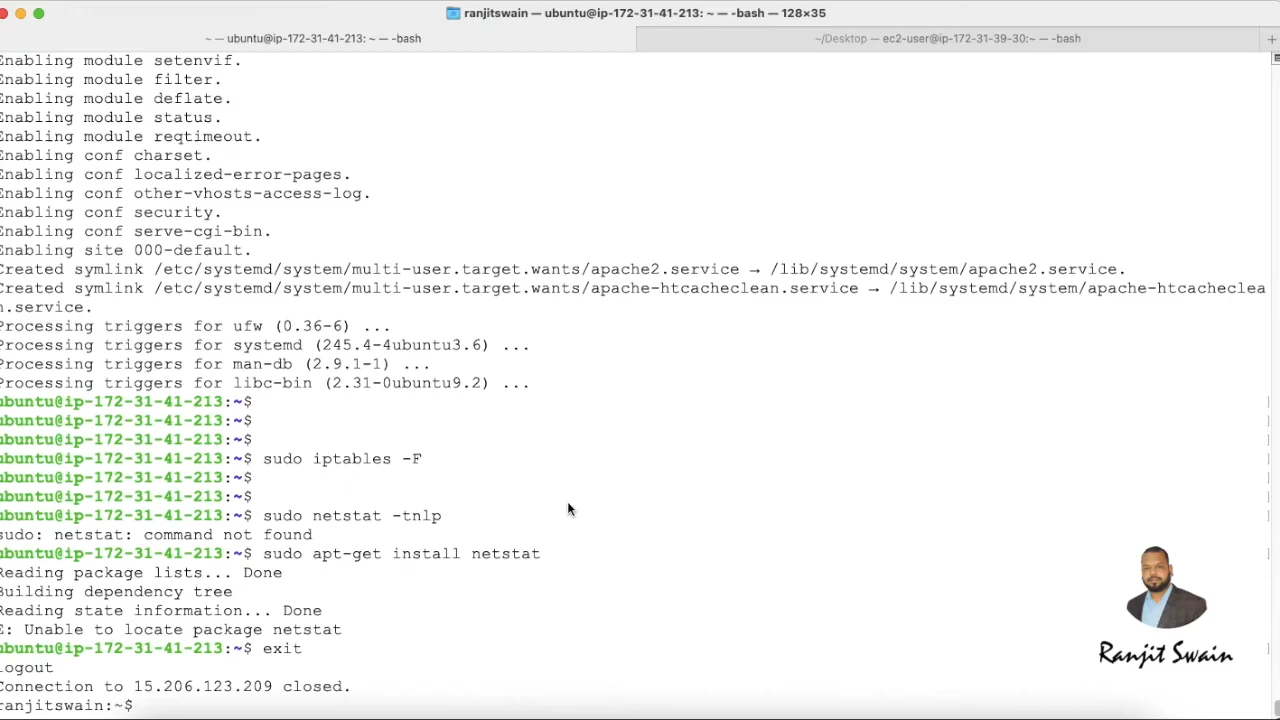 ranjitswain — ubuntu@ip-172-31-41-213: ~ — -bash — 128×35
~ — ubuntu@ip-172-31-41-213: ~ — -bash
~/Desktop — ec2-user@ip-172-31-39-30:~ — -bash
Enabling module setenvif.
Enabling module filter.
Enabling module deflate.
Enabling module status.
Enabling module reqtimeout.
Enabling conf charset.
Enabling conf localized-error-pages.
Enabling conf other-vhosts-access-log.
Enabling conf security.
Enabling conf serve-cgi-bin.
Enabling site 000-default.
Created symlink /etc/systemd/system/multi-user.target.wants/apache2.service → /lib/systemd/system/apache2.service.
Created symlink /etc/systemd/system/multi-user.target.wants/apache-htcacheclean.service → /lib/systemd/system/apache-htcacheclea
n.service.
Processing triggers for ufw (0.36-6) ...
Processing triggers for systemd (245.4-4ubuntu3.6) ...
Processing triggers for man-db (2.9.1-1) ...
Processing triggers for libc-bin (2.31-0ubuntu9.2) ...
ubuntu@ip-172-31-41-213:~$
ubuntu@ip-172-31-41-213:~$
ubuntu@ip-172-31-41-213:~$
ubuntu@ip-172-31-41-213:~$ sudo iptables -F
ubuntu@ip-172-31-41-213:~$
ubuntu@ip-172-31-41-213:~$
ubuntu@ip-172-31-41-213:~$ sudo netstat -tnlp
sudo: netstat: command not found
ubuntu@ip-172-31-41-213:~$ sudo apt-get install netstat
Reading package lists... Done
Building dependency tree
Reading state information... Done
E: Unable to locate package netstat
ubuntu@ip-172-31-41-213:~$ exit
logout
Connection to 15.206.123.209 closed.
ranjitswain:~$
Ranjit Swain